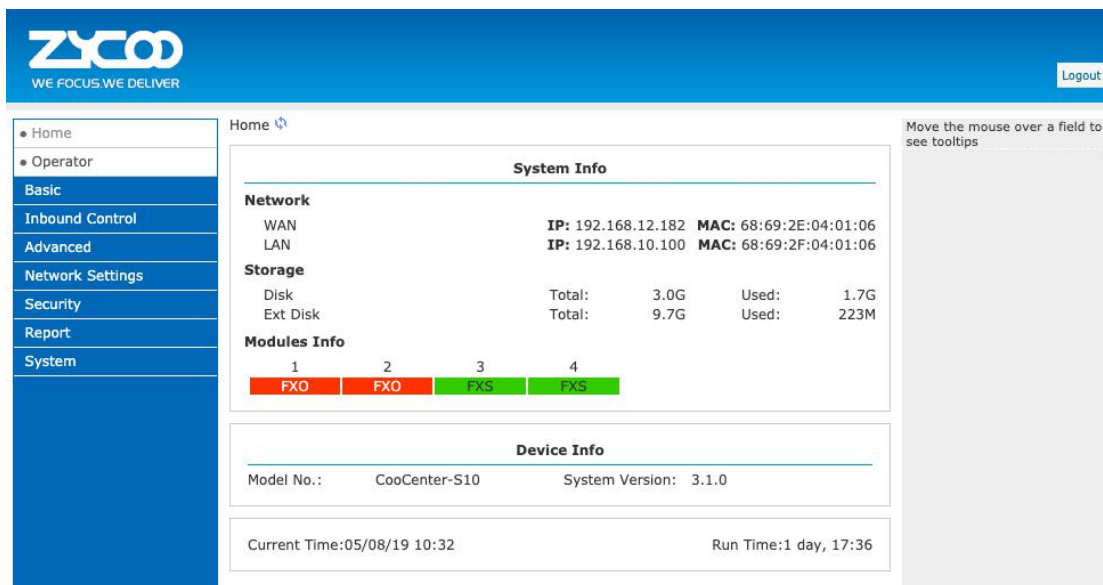 ZYCOO
WE FOCUS.WE DELIVER
Logout
Home
Operator
Basic
Inbound Control
Advanced
Network Settings
Security
Report
System
Home
System Info
Network
WAN IP: 192.168.12.182 MAC: 68:69:2E:04:01:06
LAN IP: 192.168.10.100 MAC: 68:69:2F:04:01:06
Storage
Disk Total: 3.0G Used: 1.7G
Ext Disk Total: 9.7G Used: 223M
Modules Info
1 2 3 4
FXO FXO FXS FXS
Device Info
Model No.: CooCenter-S10 System Version: 3.1.0
Current Time:05/08/19 10:32 Run Time:1 day, 17:36
Move the mouse over a field to
see tooltips